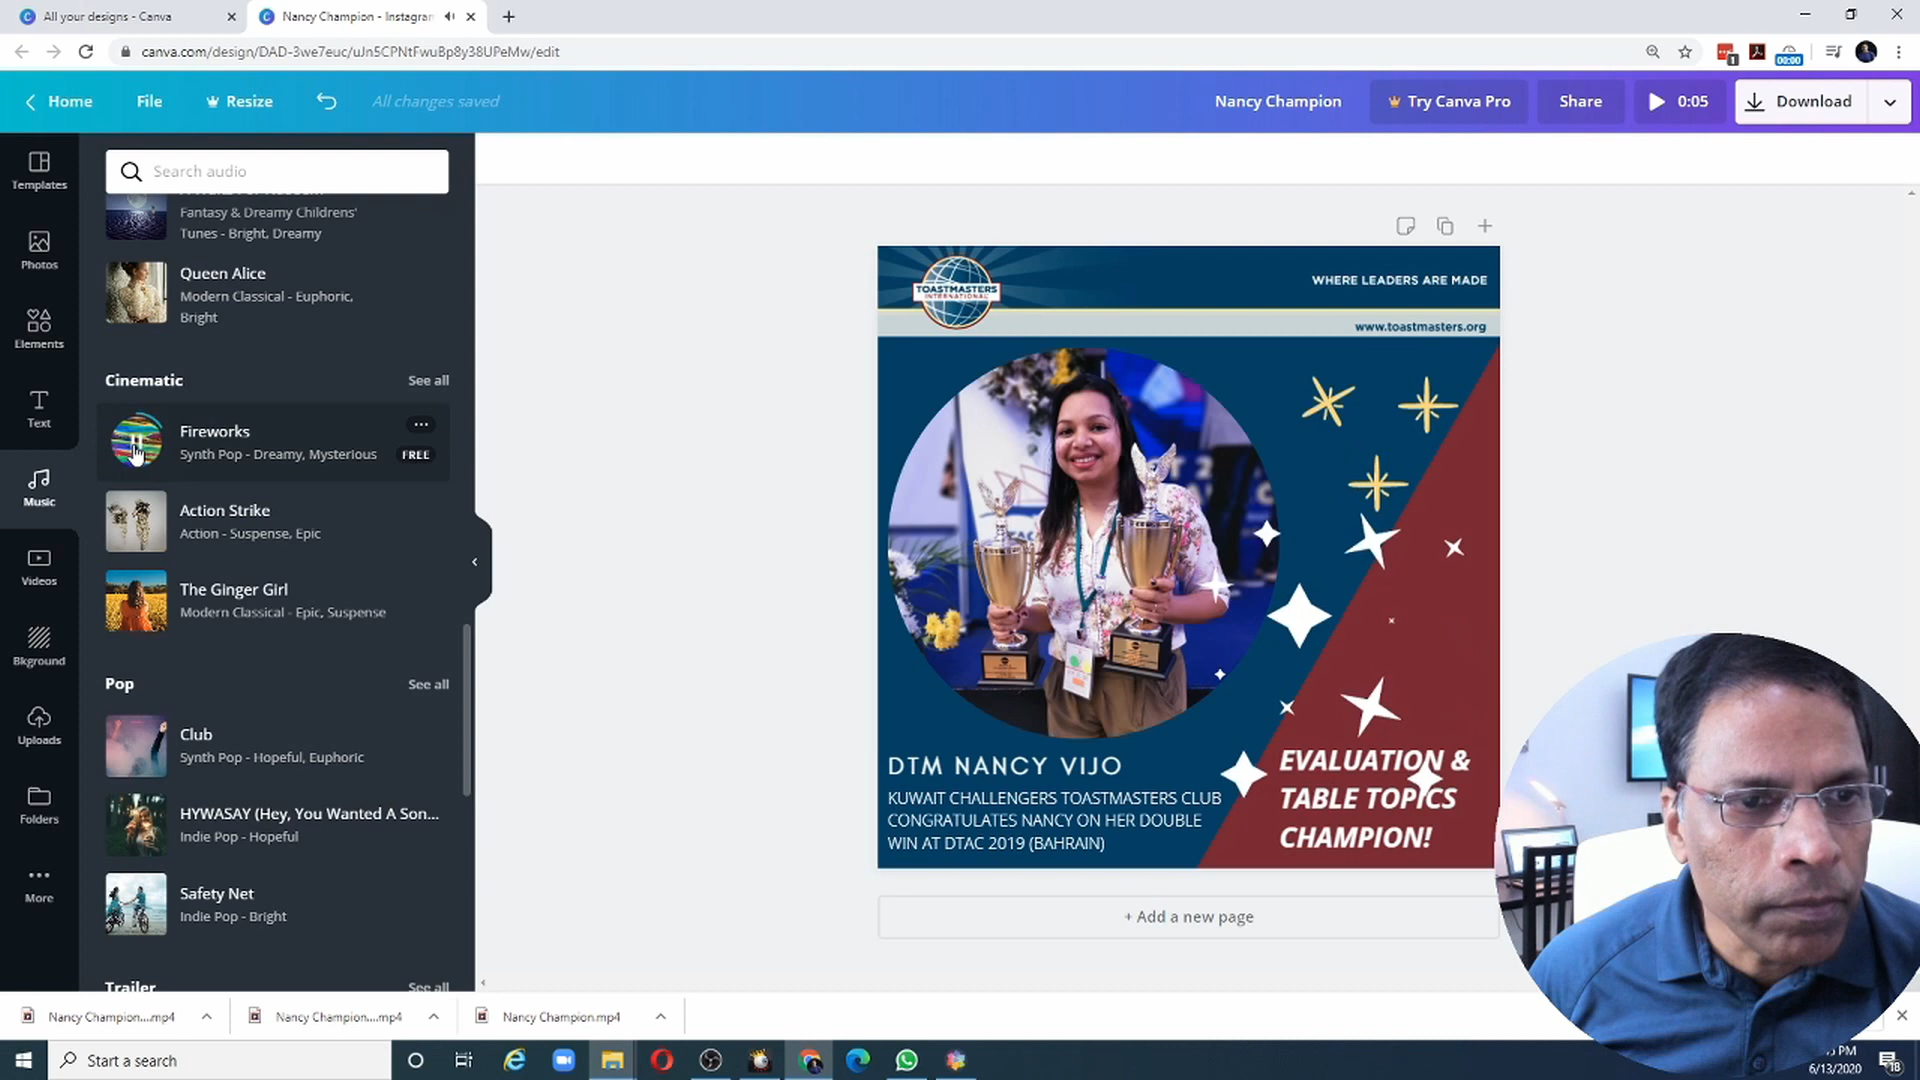 All your designs - Canva
Nancy Champion - Instagram
canva.com/design/DAD-3we7euc/uJn5CPNtFwuBp8y38UPeMw/edit
1
00:00
Home
File
Resize
All changes saved
Nancy Champion
Try Canva Pro
Share
0:05
Download
Templates
Photos
Elements
Text
Music
Videos
Bkground
Uploads
Folders
More
Search audio
Fantasy & Dreamy Childrens'
Tunes - Bright, Dreamy
Queen Alice
Modern Classical - Euphoric,
Bright
Cinematic
See all
Fireworks
Synth Pop - Dreamy, Mysterious
FREE
Action Strike
Action - Suspense, Epic
The Ginger Girl
Modern Classical - Epic, Suspense
Pop
See all
Club
Synth Pop - Hopeful, Euphoric
HYWASAY (Hey, You Wanted A Son...
Indie Pop - Hopeful
Safety Net
Indie Pop - Bright
Trailer
See all
TOASTMASTERS
INTERNATIONAL
WHERE LEADERS ARE MADE
www.toastmasters.org
DTM NANCY VIJO
KUWAIT CHALLENGERS TOASTMASTERS CLUB
CONGRATULATES NANCY ON HER DOUBLE
WIN AT DTAC 2019 (BAHRAIN)
EVALUATION &
TABLE TOPICS
CHAMPION!
+ Add a new page
Nancy Champion....mp4
Nancy Champion....mp4
Nancy Champion.mp4
Start a search
PM
6/13/2020
18